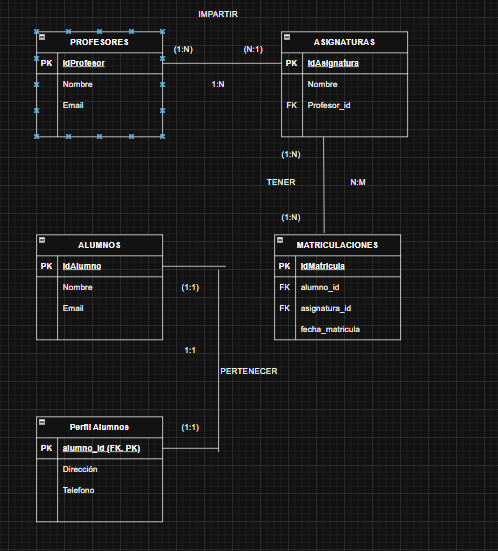 IMPARTIR
PROFESORES
PK idProfesor
Nombre
Email
(1:N) (N:1)
1:N
ASIGNATURAS
PK idAsignatura
Nombre
FK Profesor_id
(1:N)
TENER N:M
(1:N)
ALUMNOS
PK idAlumno
Nombre
Email
MATRICULACIONES
PK idMatricula
FK alumno_id
FK asignatura_id
fecha_matricula
(1:1)
1:1
PERTENECER
(1:1)
Perfil Alumnos
PK alumno_id (FK, PK)
Dirección
Telefono